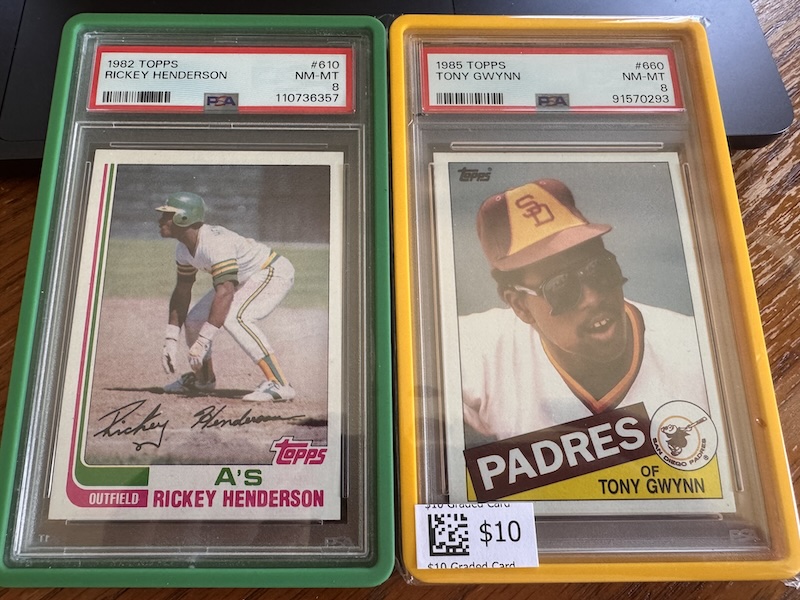 1982 TOPPS #610
RICKEY HENDERSON NM-MT
8
PSA 110736357
Rickey Henderson
Topps
A'S
OUTFIELD RICKEY HENDERSON
PSA
1985 TOPPS #660
TONY GWYNN NM-MT
8
PSA 91570293
Topps
SD
PADRES
SAN DIEGO PADRES
OF
TONY GWYNN
$10 Graded Card
$10
$10 Graded Card
PSA